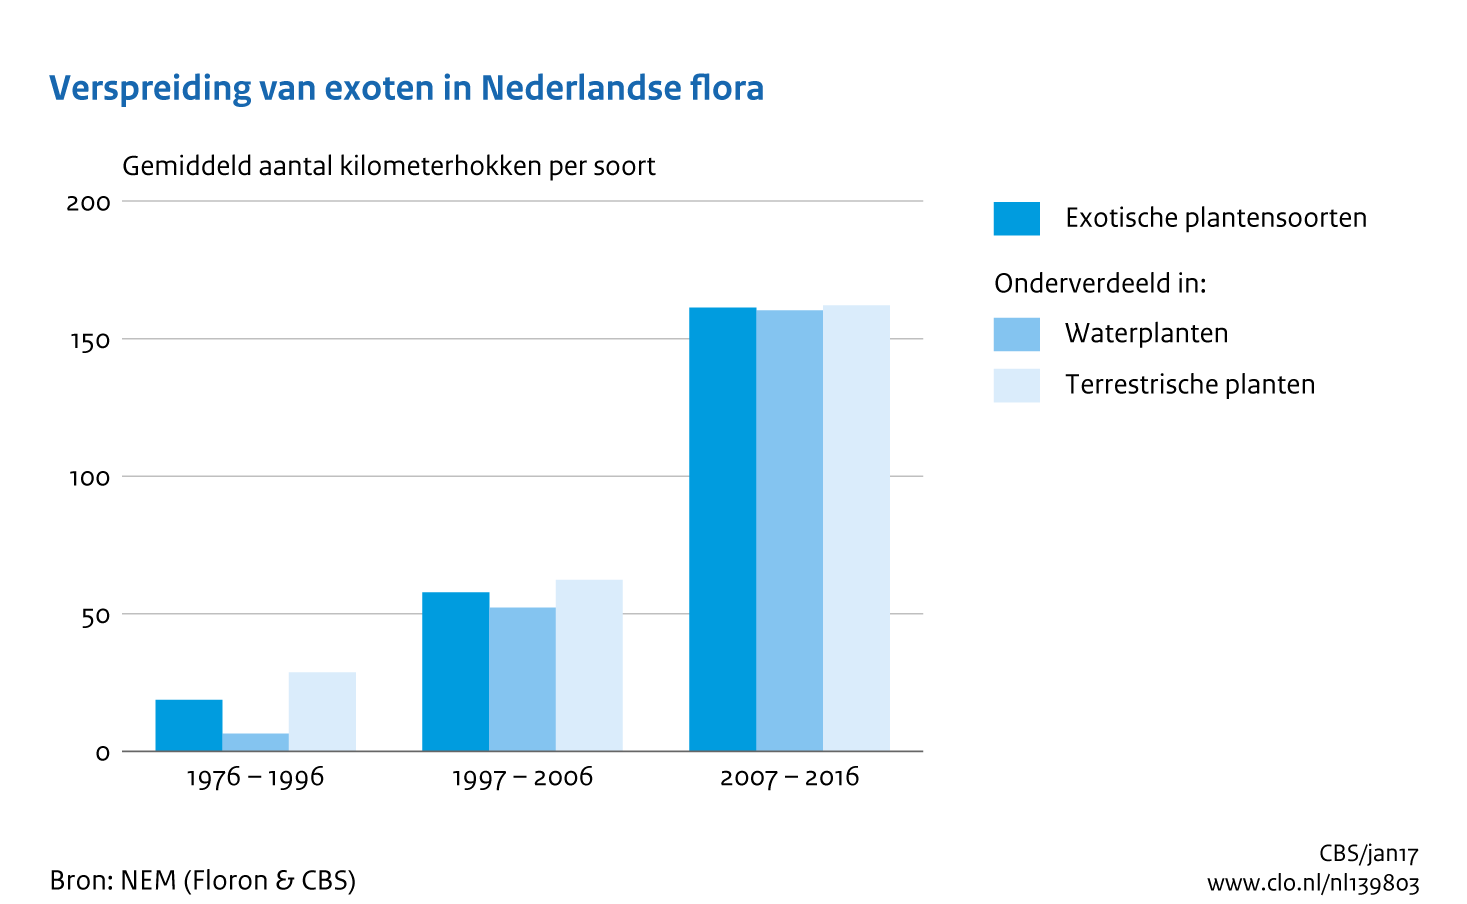 Verspreiding van exoten in Nederlandse flora
Gemiddeld aantal kilometerhokken per soort
200
150
100
50
0
1976 – 1996
1997 – 2006
2007 – 2016
Exotische plantensoorten
Onderverdeeld in:
Waterplanten
Terrestrische planten
Bron: NEM (Floron & CBS)
CBS/jan17
www.clo.nl/nl139803